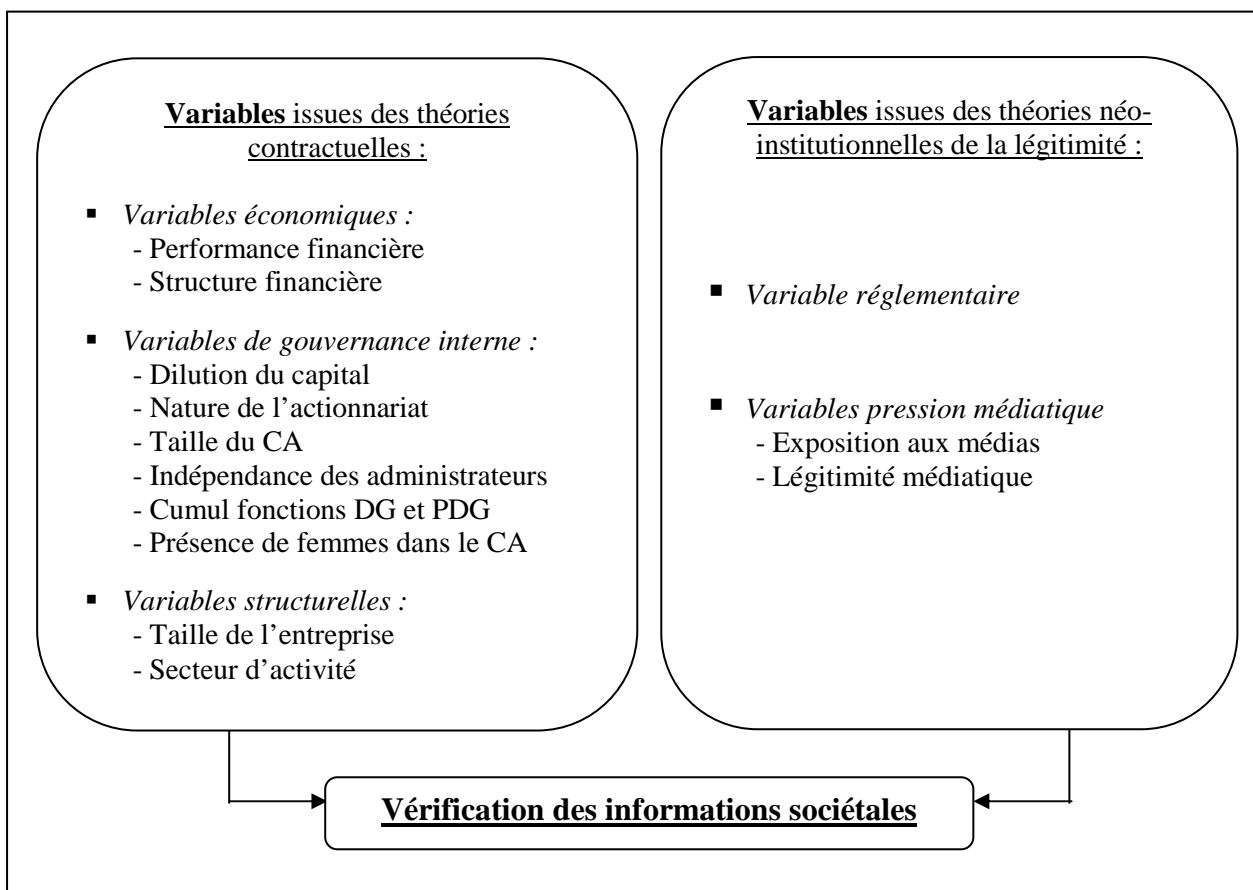 Variables issues des théories
contractuelles :
▪ Variables économiques :
- Performance financière
- Structure financière
▪ Variables de gouvernance interne :
- Dilution du capital
- Nature de l’actionnariat
- Taille du CA
- Indépendance des administrateurs
- Cumul fonctions DG et PDG
- Présence de femmes dans le CA
▪ Variables structurelles :
- Taille de l’entreprise
- Secteur d’activité
Variables issues des théories néo-
institutionnelles de la légitimité :
▪ Variable réglementaire
▪ Variables pression médiatique
- Exposition aux médias
- Légitimité médiatique
Vérification des informations sociétales